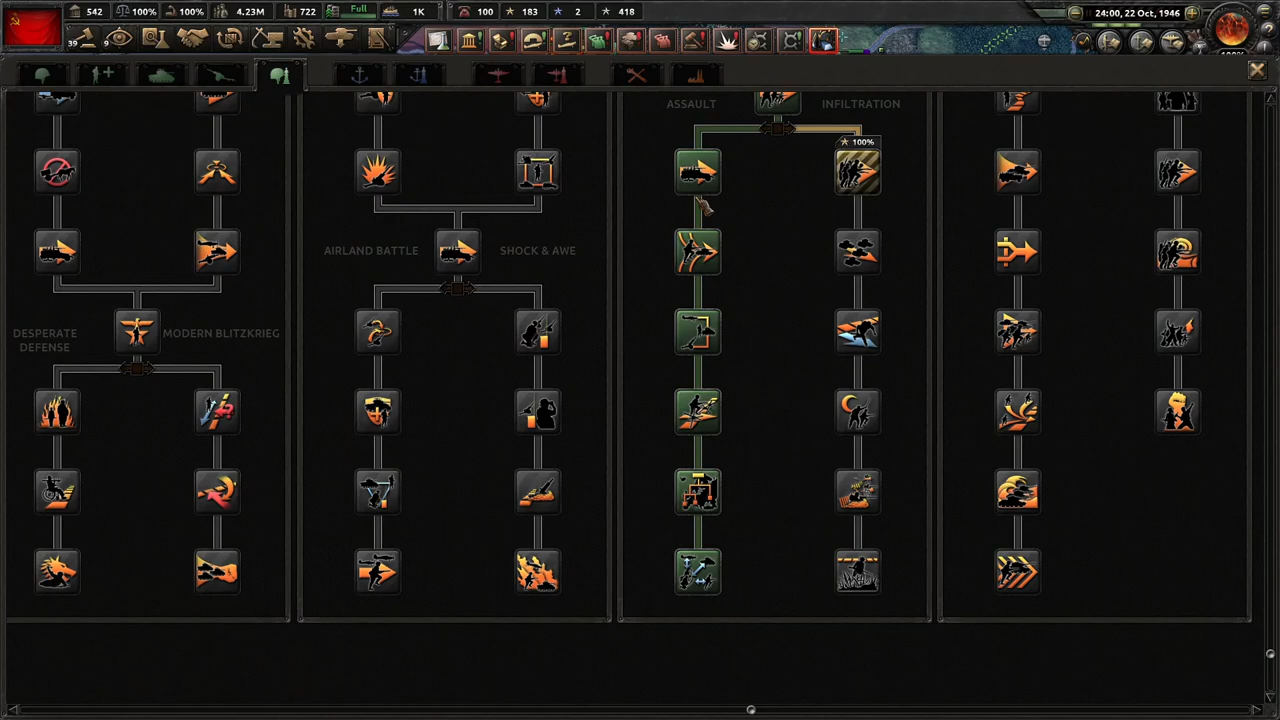 542 100% 100% 4.23M 722 Full 1K 100 183 2 418 24:00, 22 Oct, 1946
39 9
100%
ASSAULT INFILTRATION
100%
AIRLAND BATTLE SHOCK & AWE
DESPERATE
DEFENSE
MODERN BLITZKRIEG